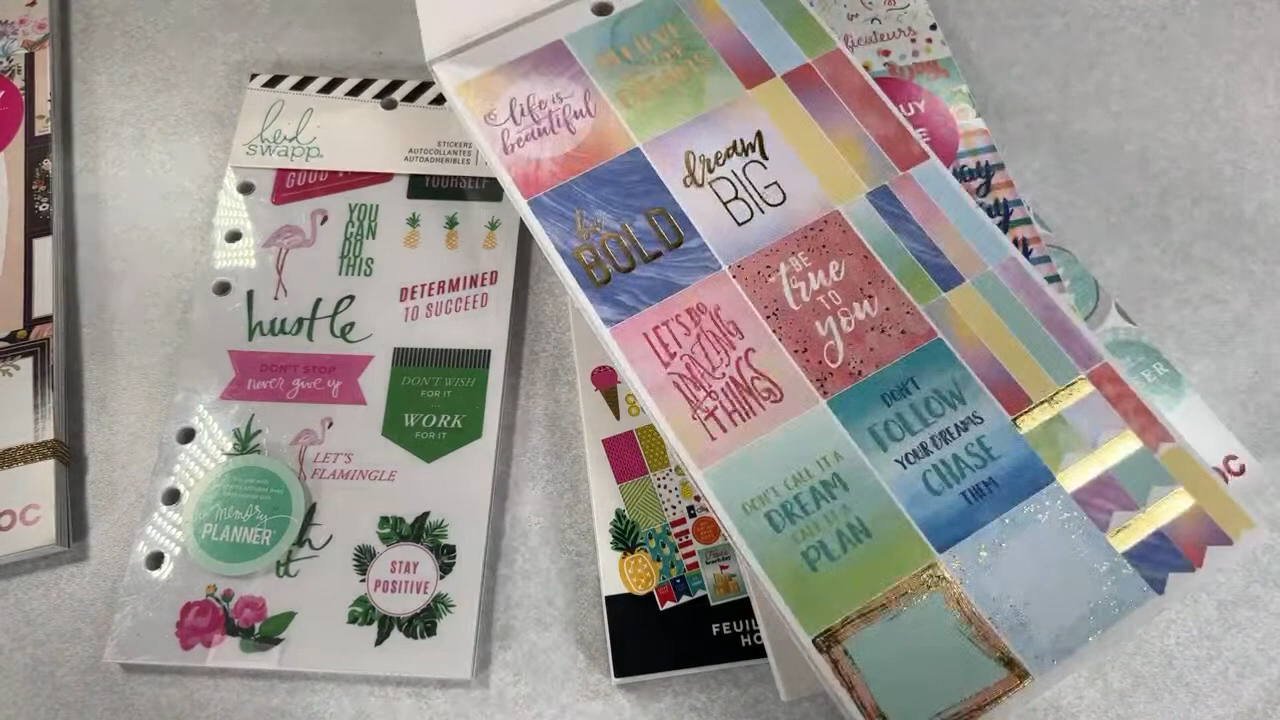 heidi
swapp
STICKERS
AUTOCOLLANTES
AUTOADHERIBLES
YOURSELF
YOU
CAN
DO
THIS
DETERMINED
TO SUCCEED
hustle
DON'T STOP
never give up
DON'T WISH
FOR IT
WORK
FOR IT
LET'S
FLAMINGLE
memory
PLANNER
it
STAY
POSITIVE
life is
beautiful
dream
BIG
be
BOLD
BE
true
TO
you
LET'S DO
AMAZING
THINGS
DON'T
FOLLOW
YOUR DREAMS
CHASE
THEM
DON'T CALL IT A
DREAM
CALL IT A
PLAN
FEUIL
HO